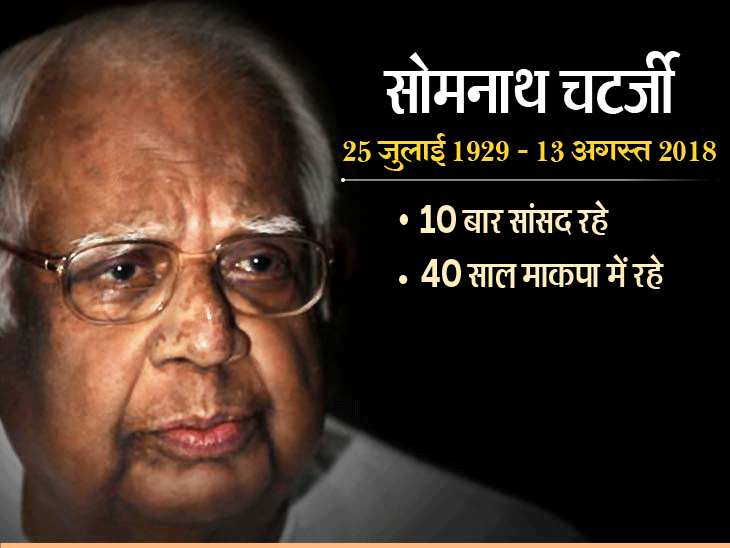 सोमनाथ चटर्जी
25 जुलाई 1929 - 13 अगस्त 2018
• 10 बार सांसद रहे
• 40 साल माकपा में रहे